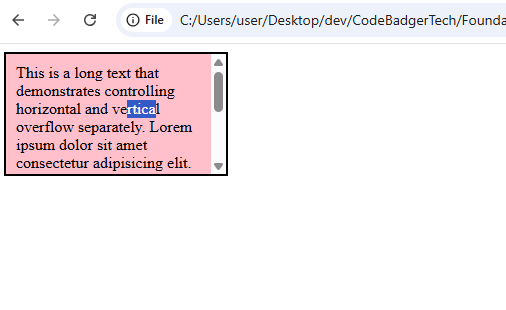 File
C:/Users/user/Desktop/dev/CodeBadgerTech/Founda
This is a long text that
demonstrates controlling
horizontal and vertical
overflow separately. Lorem
ipsum dolor sit amet
consectetur adipisicing elit.